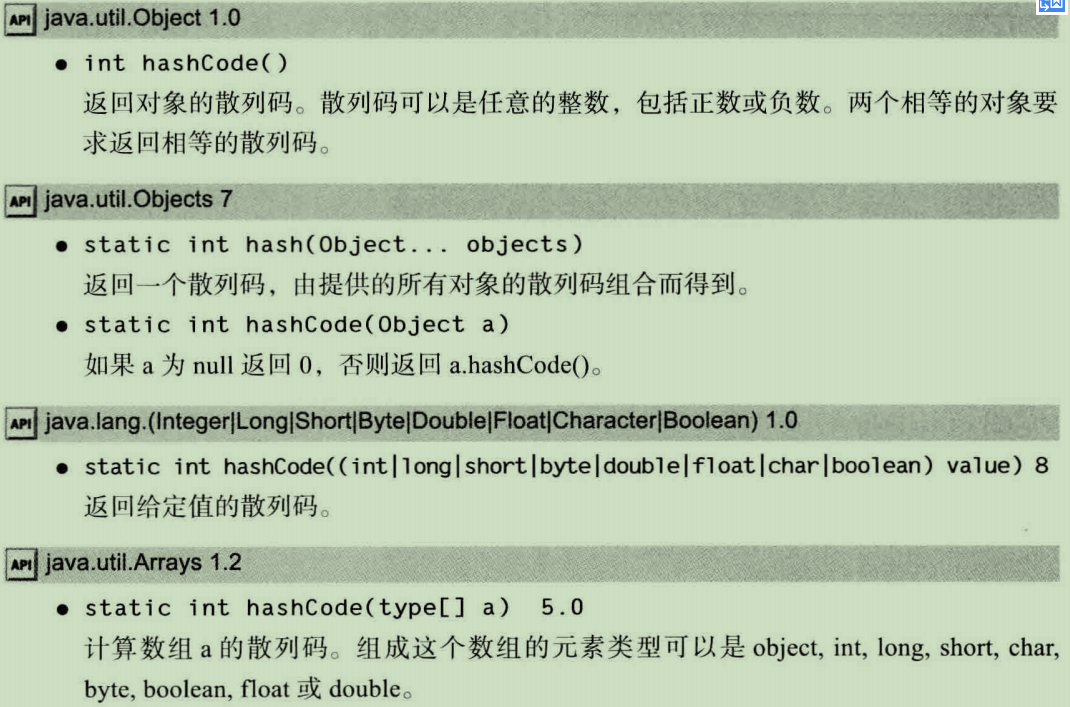 API java.util.Object 1.0
● int hashCode()
返回对象的散列码。散列码可以是任意的整数，包括正数或负数。两个相等的对象要
求返回相等的散列码。
API java.util.Objects 7
● static int hash(Object... objects)
返回一个散列码，由提供的所有对象的散列码组合而得到。
● static int hashCode(Object a)
如果 a 为 null 返回 0，否则返回 a.hashCode()。
API java.lang.(Integer|Long|Short|Byte|Double|Float|Character|Boolean) 1.0
● static int hashCode((int|long|short|byte|double|float|char|boolean) value) 8
返回给定值的散列码。
API java.util.Arrays 1.2
● static int hashCode(type[] a) 5.0
计算数组 a 的散列码。组成这个数组的元素类型可以是 object, int, long, short, char,
byte, boolean, float 或 double。